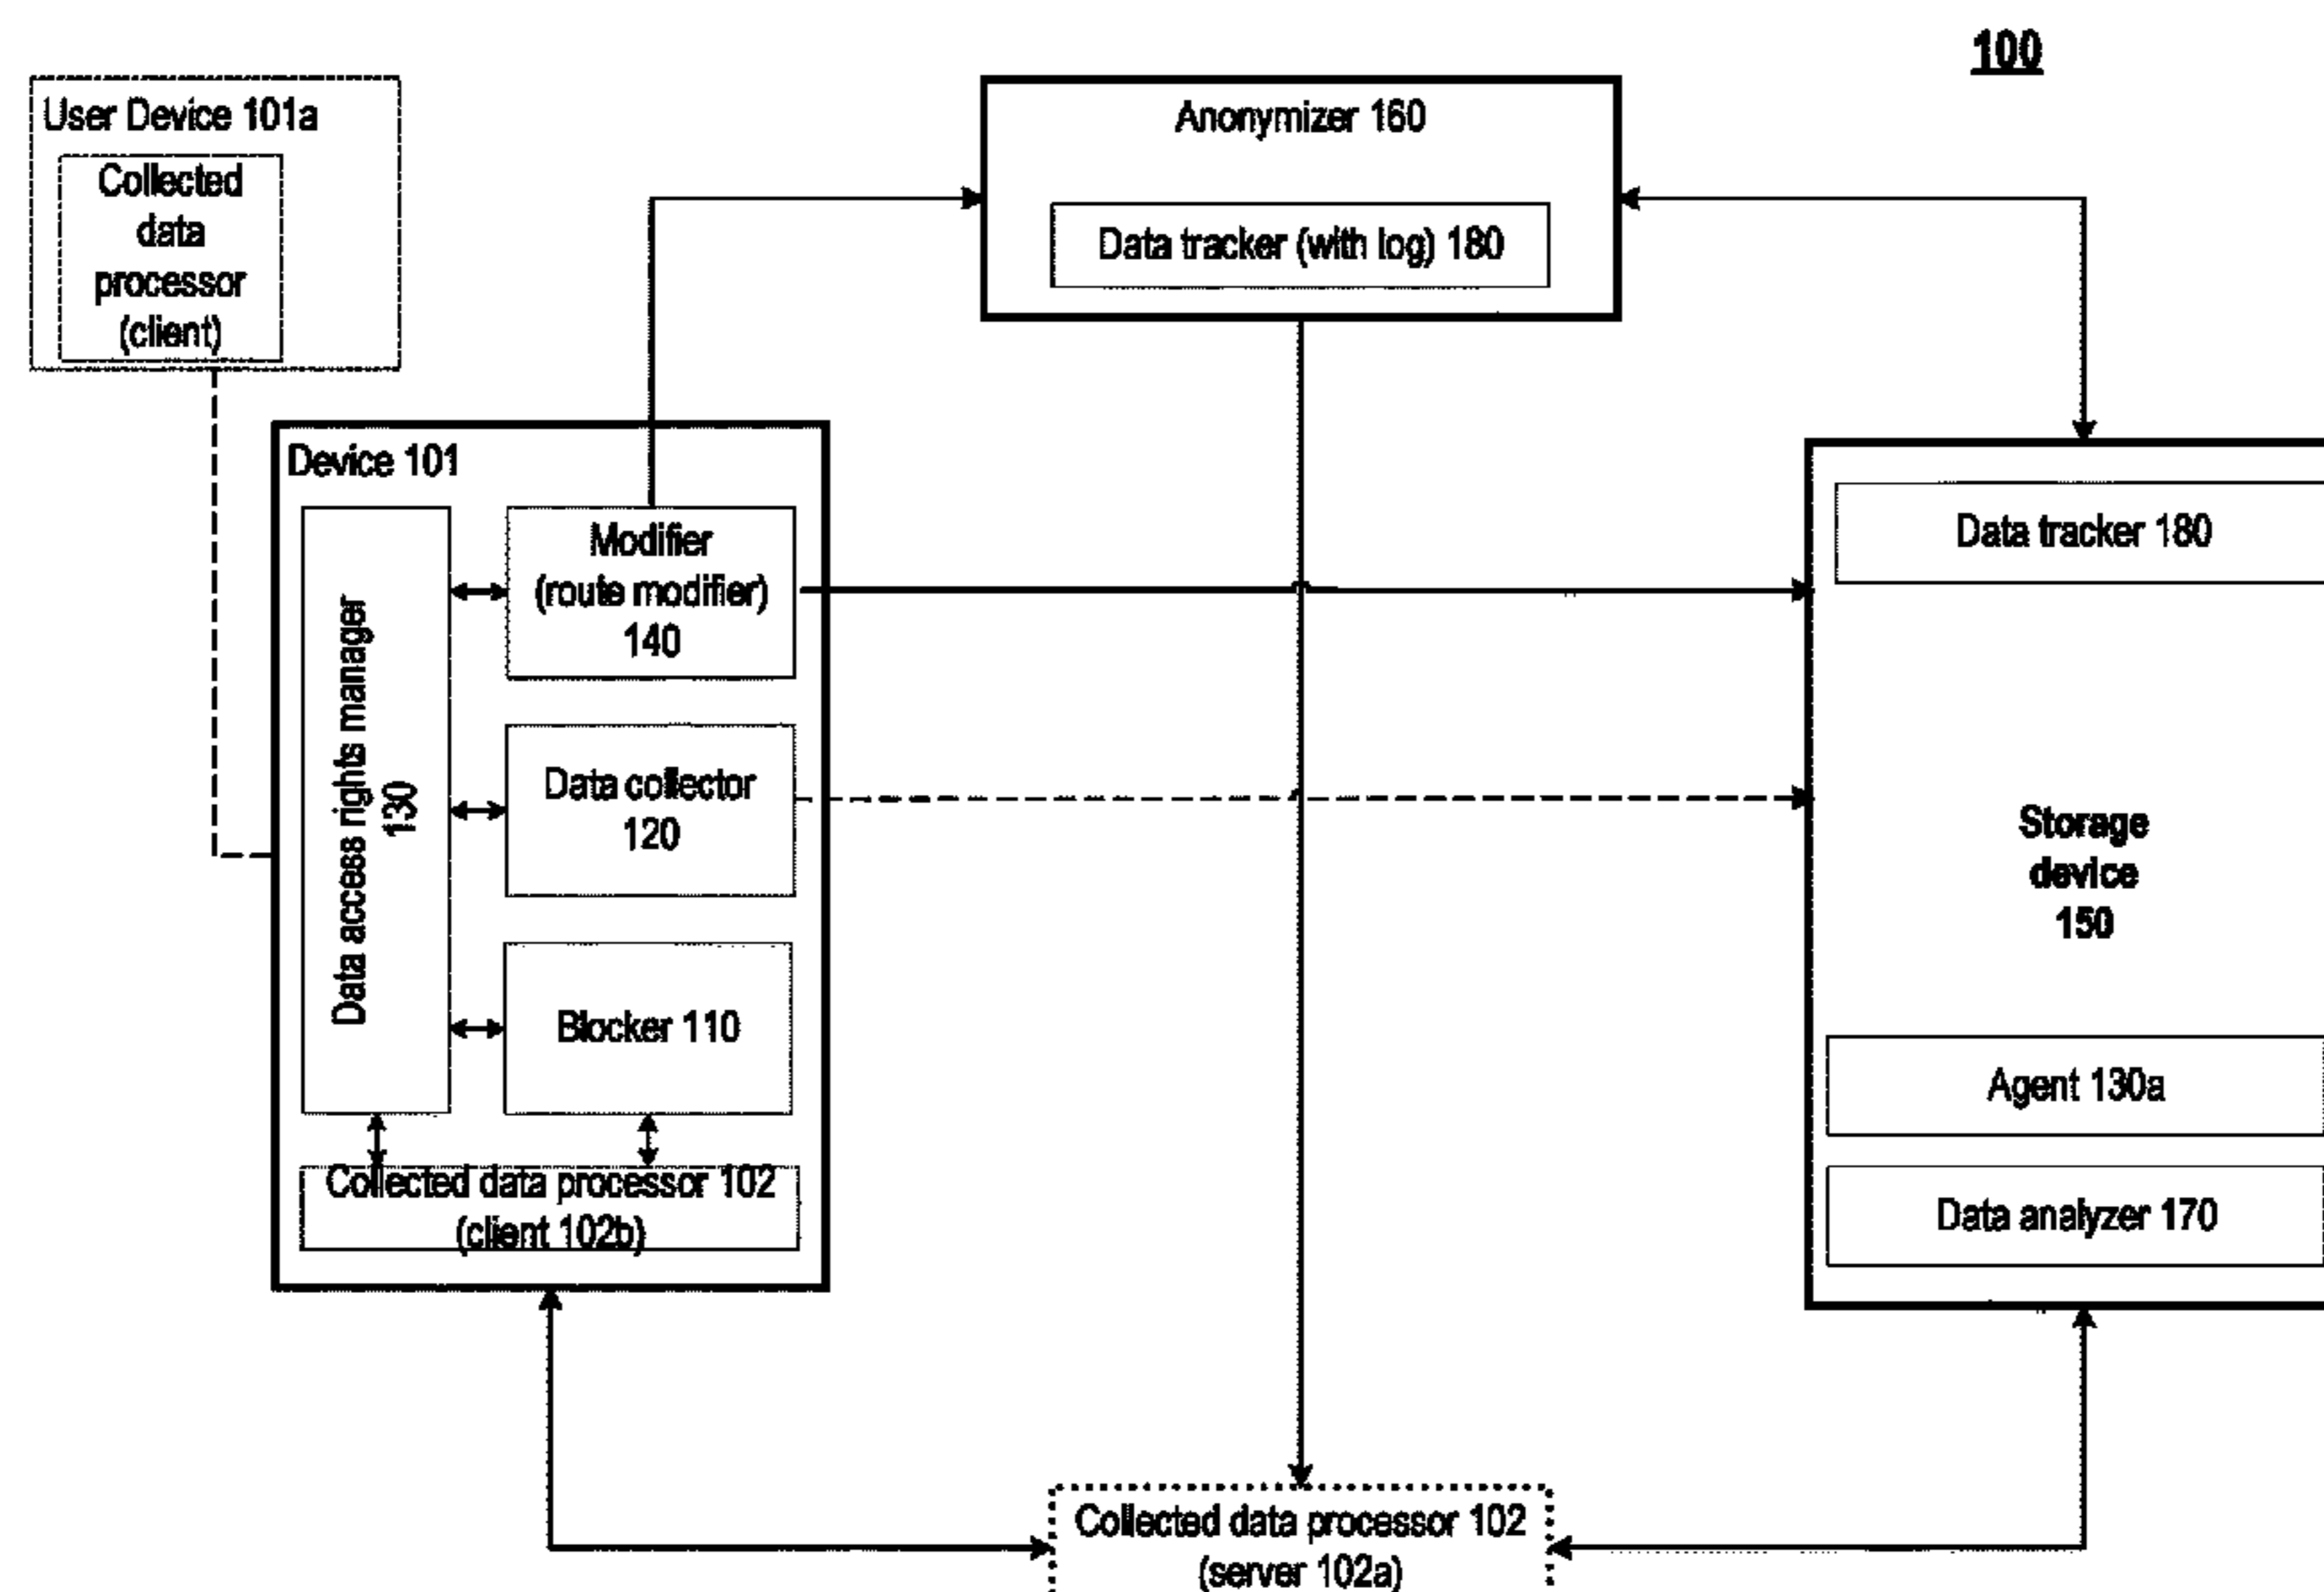 100
User Device 101a
Collected
data
processor
(client)
Anonymizer 160
Data tracker (with log) 180
Device 101
Data access rights manager
130
Modifier
(route modifier)
140
Data collector
120
Blocker 110
Collected data processor 102
(client 102b)
Data tracker 180
Storage
device
150
Agent 130a
Data analyzer 170
Collected data processor 102
(server 102a)